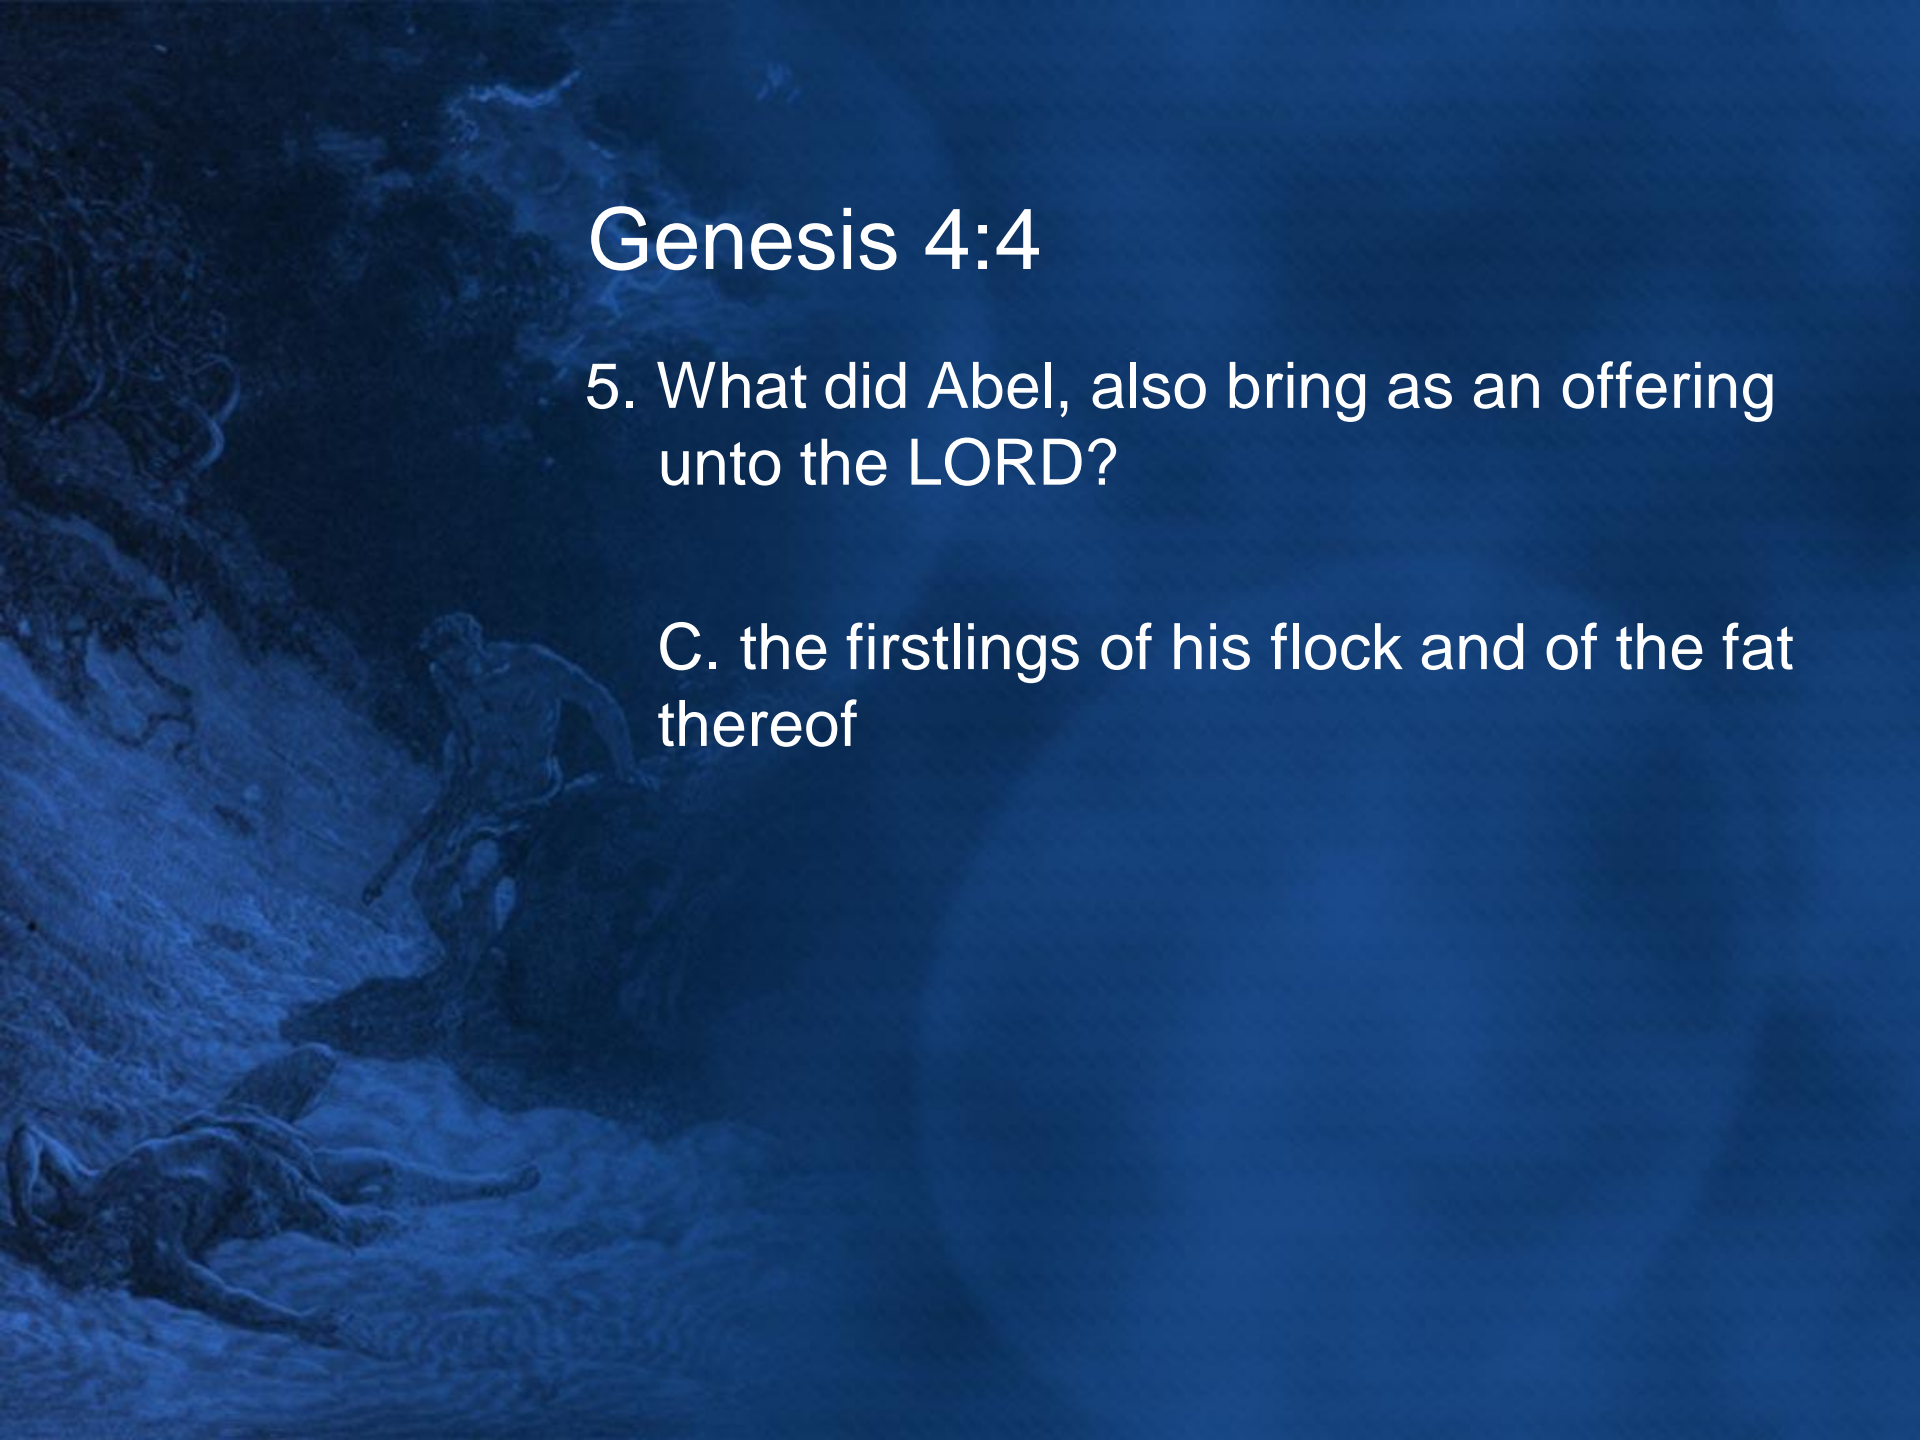 Genesis 4:4
5. What did Abel, also bring as an offering
unto the LORD?
C. the firstlings of his flock and of the fat
thereof